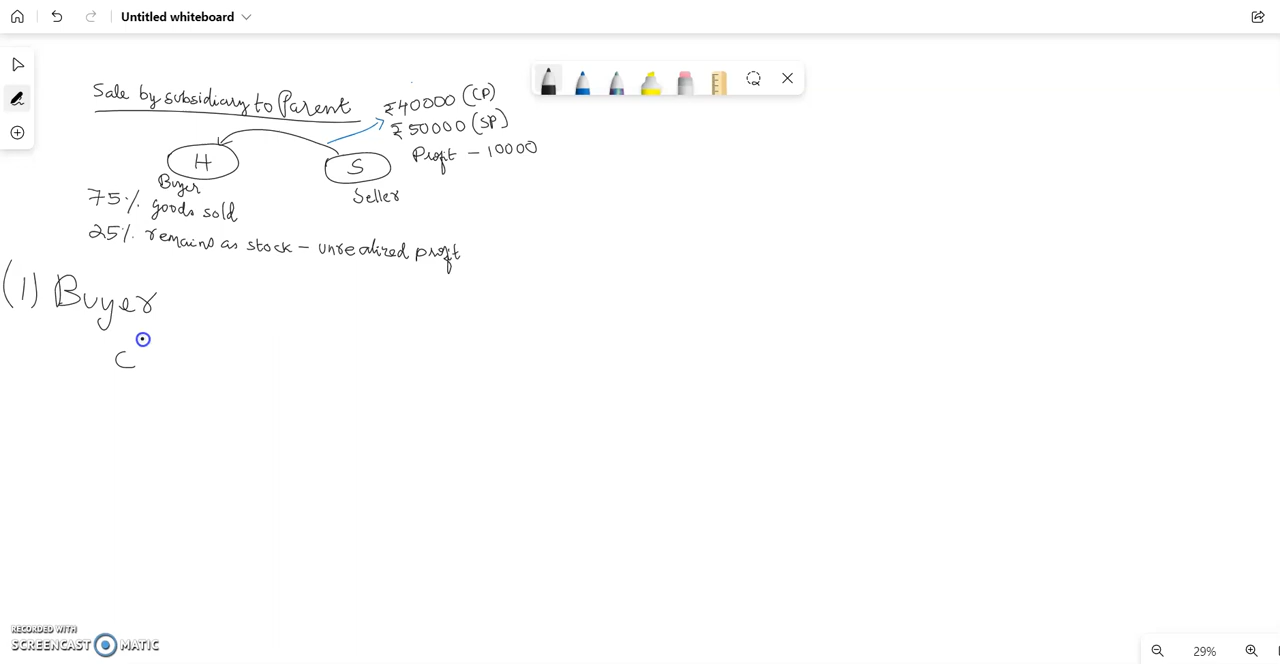 Untitled whiteboard
Sale by subsidiary to Parent
₹40000 (CP)
₹50000 (SP)
Profit - 10000
H
S
Buyer
Seller
75% goods sold
25% remains as stock - unrealized profit
(1) Buyer
C
RECORDED WITH
SCREENCAST MATIC
29%